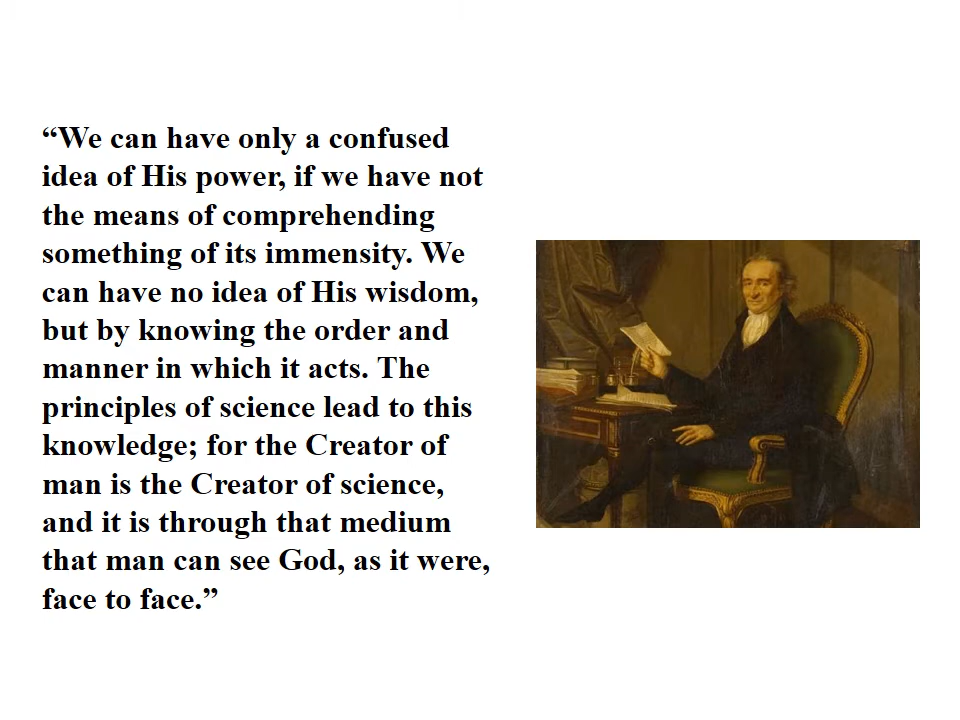 “We can have only a confused
idea of His power, if we have not
the means of comprehending
something of its immensity. We
can have no idea of His wisdom,
but by knowing the order and
manner in which it acts. The
principles of science lead to this
knowledge; for the Creator of
man is the Creator of science,
and it is through that medium
that man can see God, as it were,
face to face.”